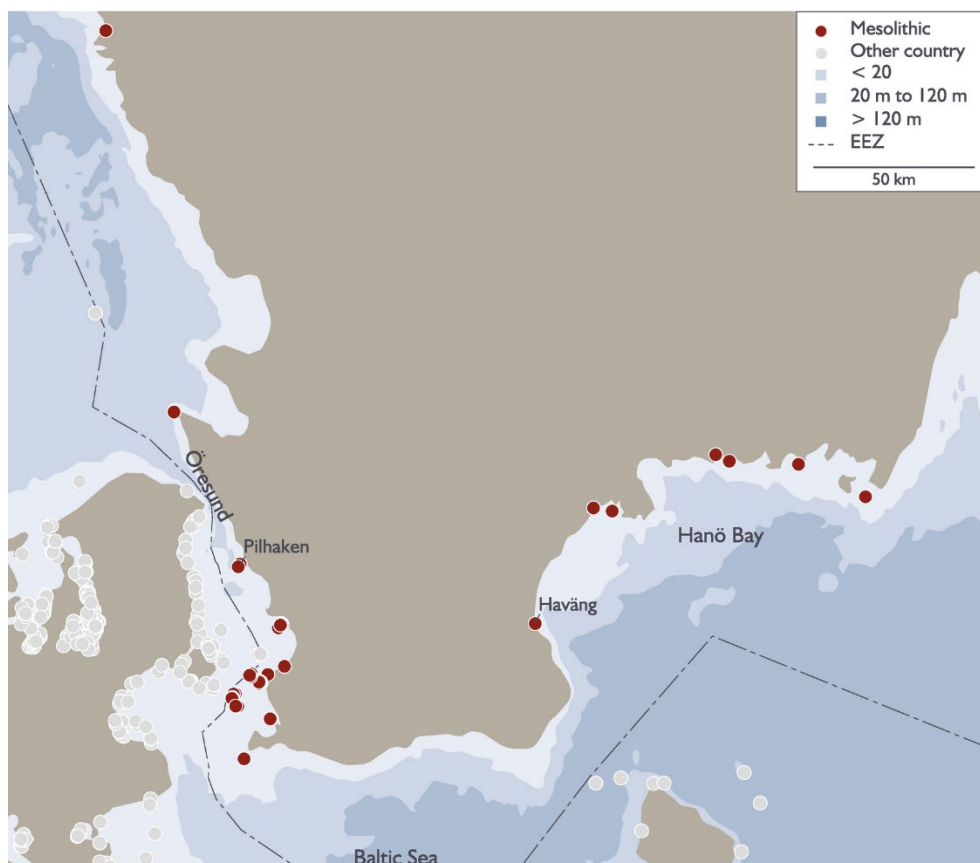 Mesolithic
Other country
< 20
20 m to 120 m
> 120 m
EEZ
50 km
Öresund
Pilhaken
Hanö Bay
Haväng
Baltic Sea